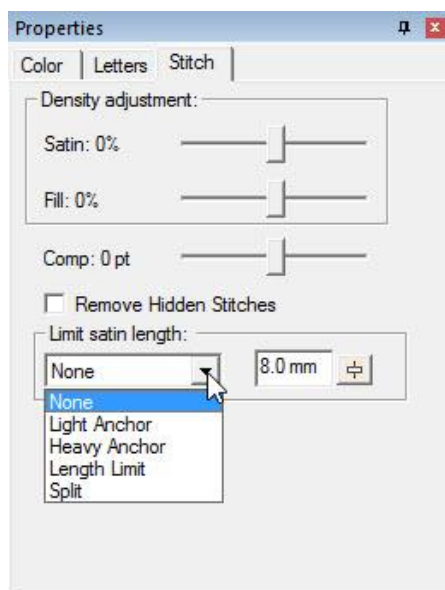 Properties
Color Letters Stitch
Density adjustment:
Satin: 0%
Fill: 0%
Comp: 0 pt
Remove Hidden Stitches
Limit satin length:
None 8.0 mm
None
Light Anchor
Heavy Anchor
Length Limit
Split